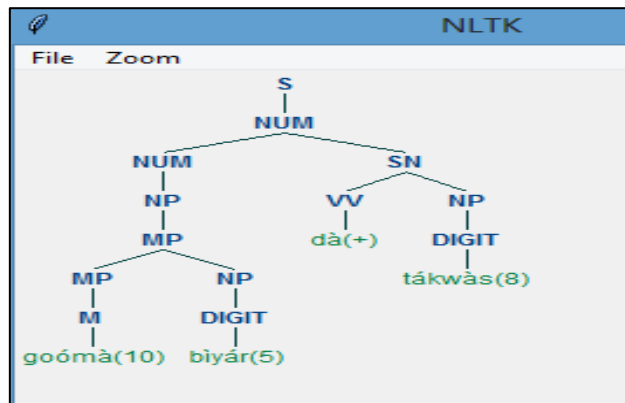 NLTK
File Zoom
S
NUM
NUM SN
NP VV NP
MP dà(+) DIGIT
MP NP tákwàs(8)
M DIGIT
goómà(10) bìyár(5)